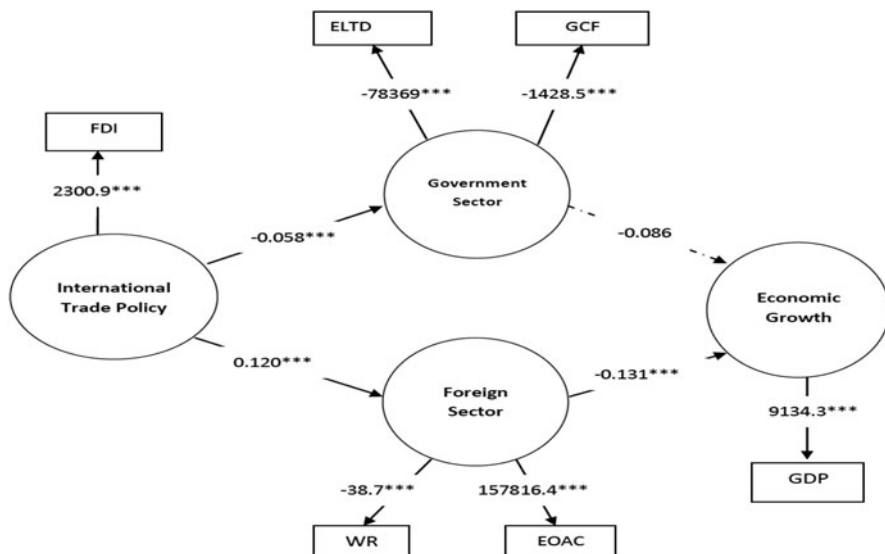 ELTD
GCF
-78369***
-1428.5***
FDI
2300.9***
Government
Sector
-0.058***
-0.086
International
Trade Policy
Economic
Growth
0.120***
-0.131***
Foreign
Sector
9134.3***
-38.7***
157816.4***
GDP
WR
EOAC